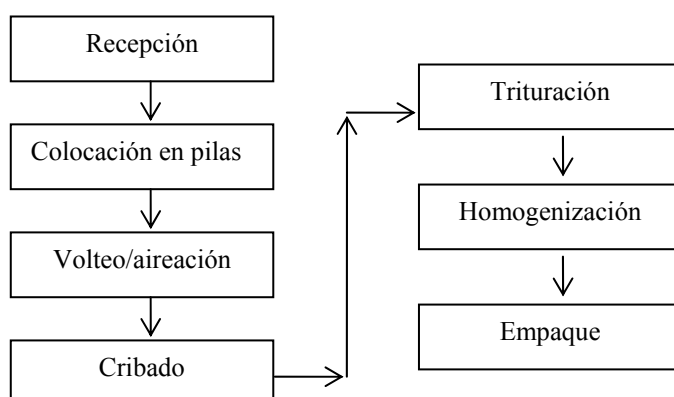 Recepción
Colocación en pilas
Volteo/aireación
Cribado
Trituración
Homogenización
Empaque